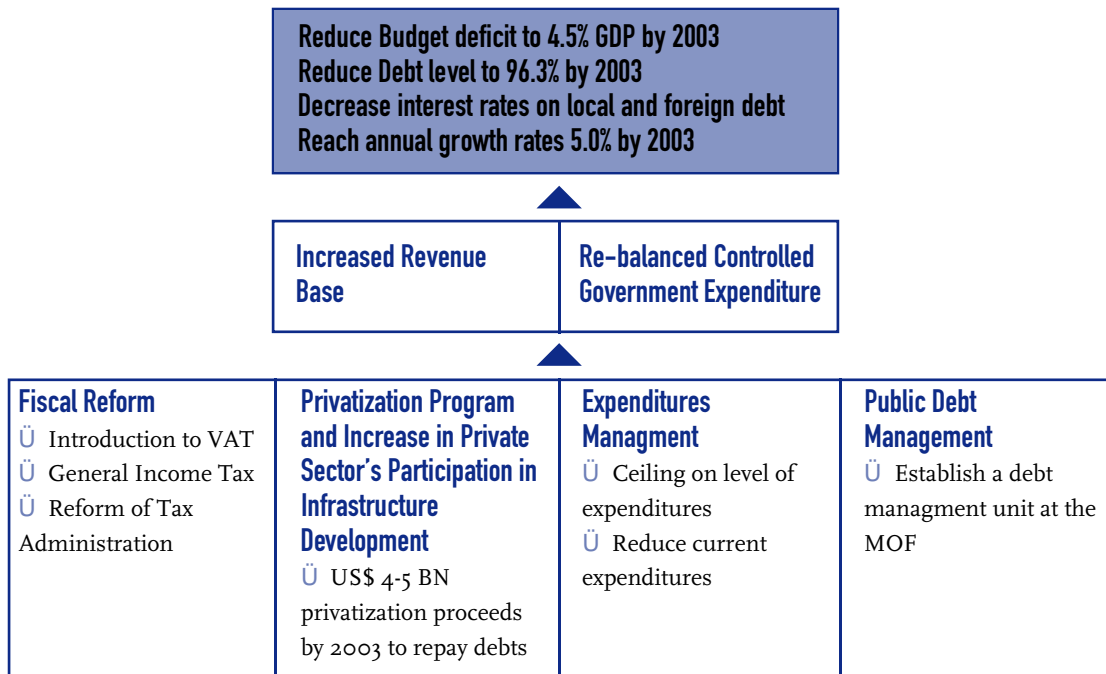 Reduce Budget deficit to 4.5% GDP by 2003
Reduce Debt level to 96.3% by 2003
Decrease interest rates on local and foreign debt
Reach annual growth rates 5.0% by 2003
Increased Revenue
Base
Re-balanced Controlled
Government Expenditure
Fiscal Reform
Ü Introduction to VAT
Ü General Income Tax
Ü Reform of Tax
Administration
Privatization Program
and Increase in Private
Sector's Participation in
Infrastructure
Development
Ü US$ 4-5 BN
privatization proceeds
by 2003 to repay debts
Expenditures
Managment
Ü Ceiling on level of
expenditures
Ü Reduce current
expenditures
Public Debt
Management
Ü Establish a debt
managment unit at the
MOF